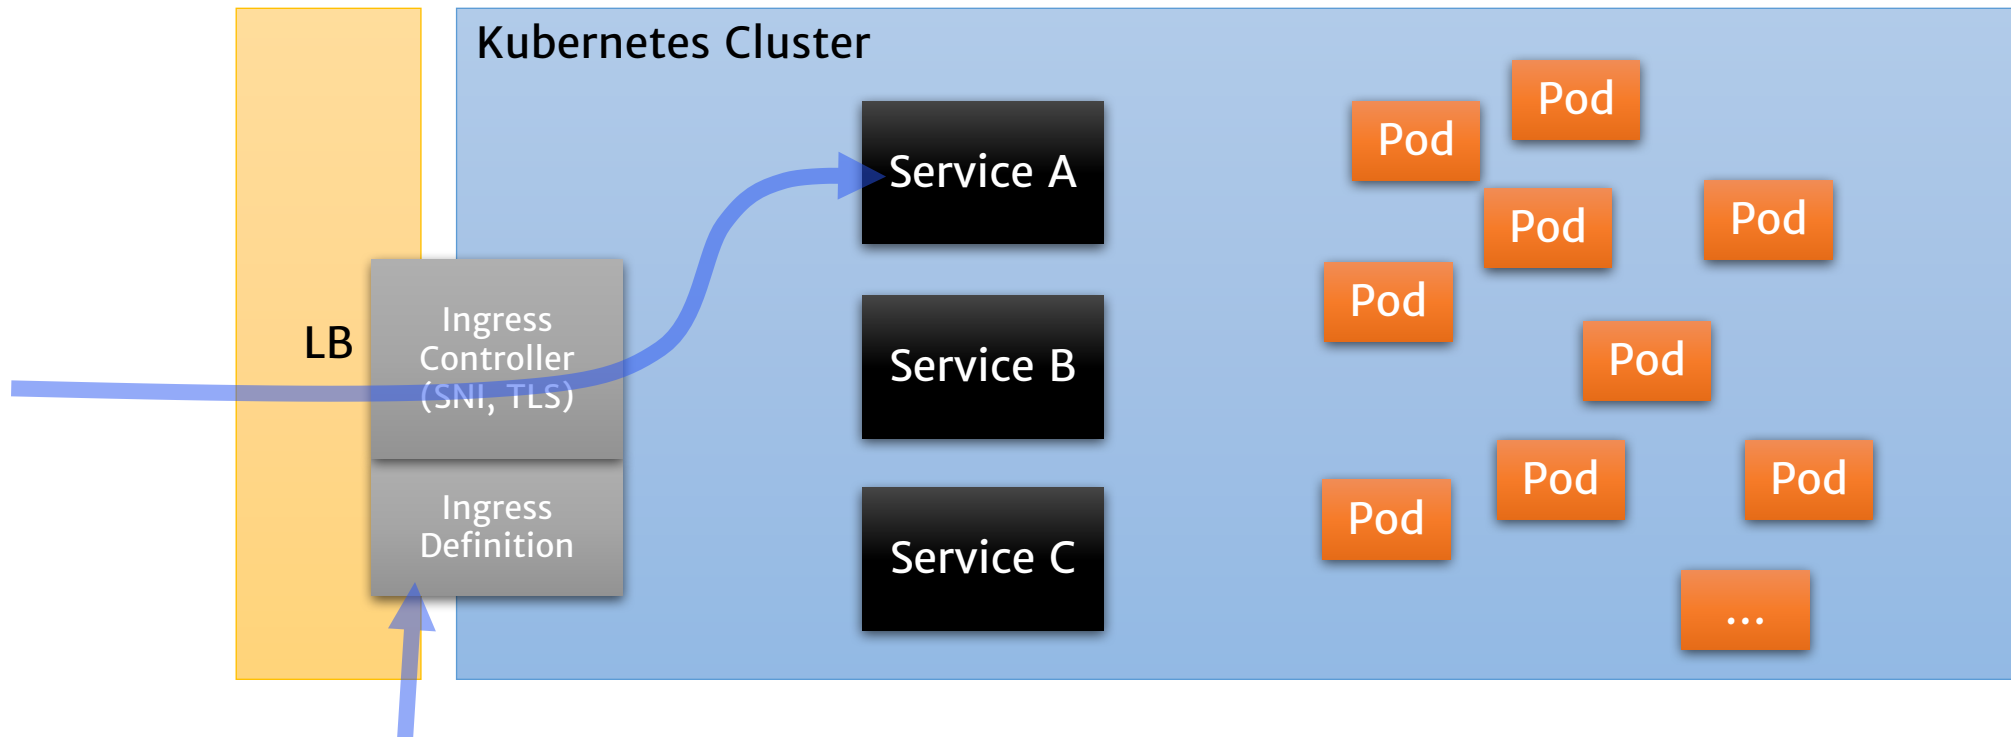 Kubernetes Cluster
LB
Ingress
Controller
(SNI, TLS)
Ingress
Definition
Service A
Service B
Service C
Pod
Pod
Pod
Pod
Pod
Pod
Pod
Pod
Pod
...